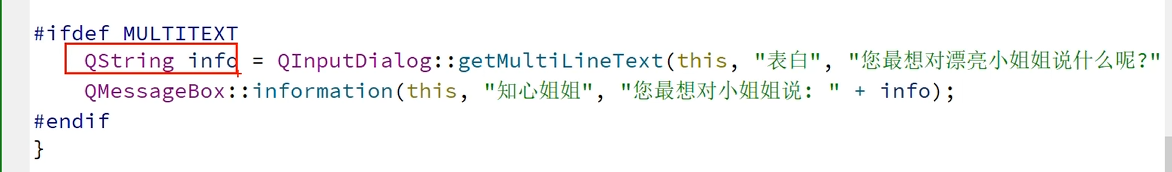 #ifdef MULTITEXT
QString info = QInputDialog::getMultiLineText(this, "表白", "您最想对漂亮小姐姐说什么呢?"
QMessageBox::information(this, "知心姐姐", "您最想对小姐姐说: " + info);
#endif
}